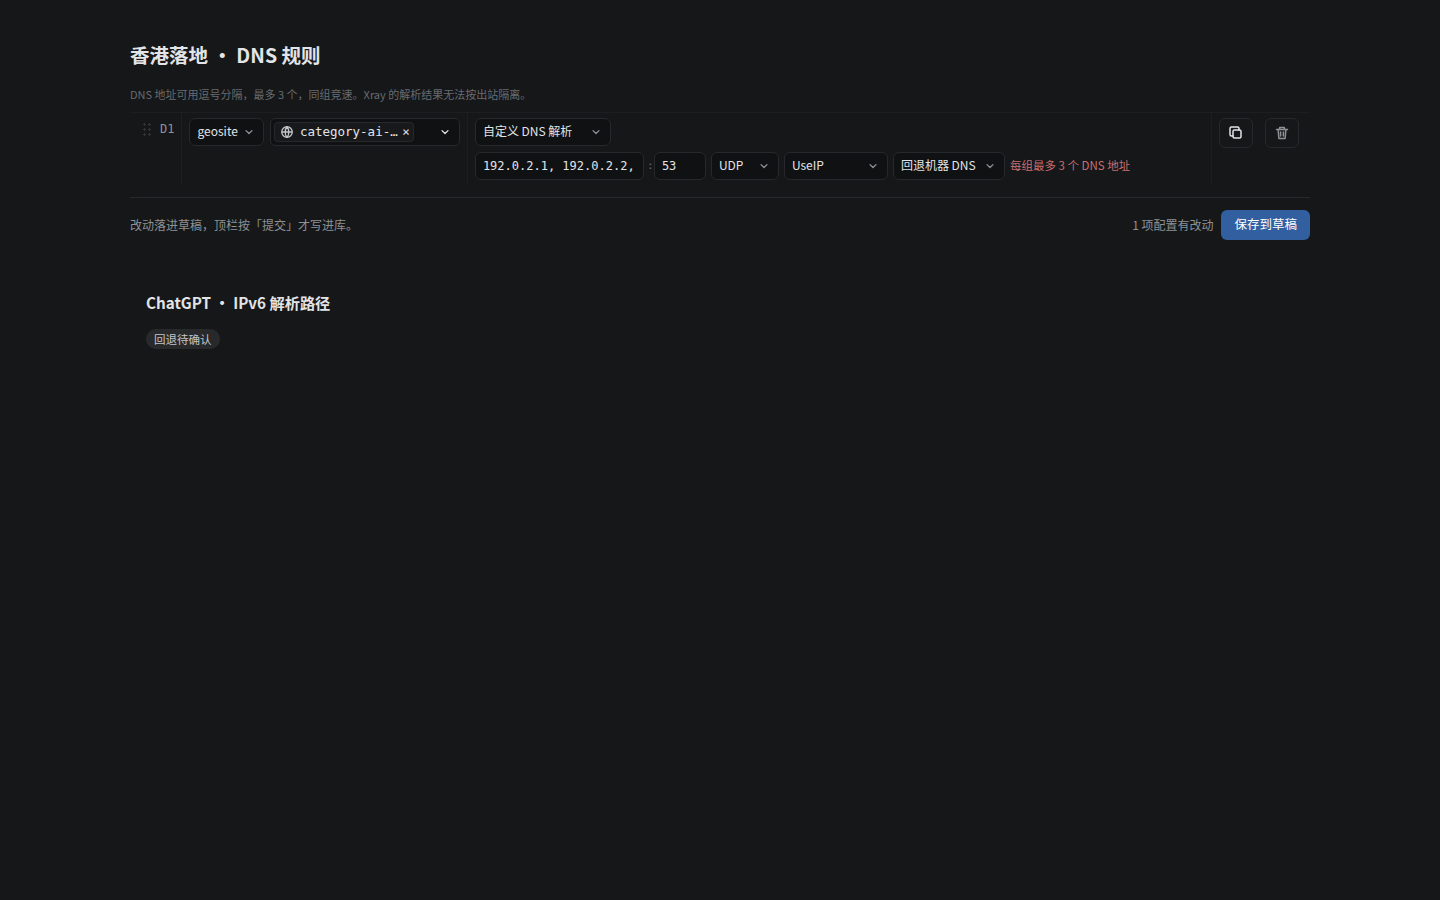 香港落地 · DNS 规则
DNS 地址可用逗号分隔，最多 3 个，同组竞速。Xray 的解析结果无法按出站隔离。
D1 geosite category-ai-… × 自定义 DNS 解析
192.0.2.1, 192.0.2.2, : 53 UDP UseIP 回退机器 DNS 每组最多 3 个 DNS 地址
改动落进草稿，顶栏按「提交」才写进库。 1 项配置有改动 保存到草稿
ChatGPT · IPv6 解析路径
回退待确认